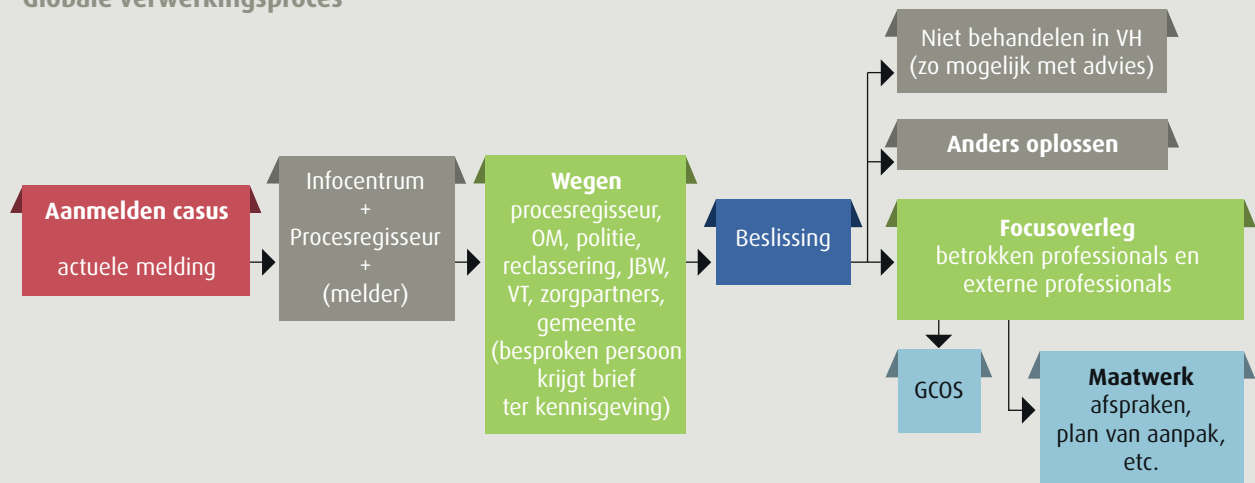 Globale verwerkingsproces
Aanmelden casus
actuele melding
Infocentrum
+
Procesregisseur
+
(melder)
Wegen
procesregisseur,
OM, politie,
reclassering, JBW,
VT, zorgpartners,
gemeente
(besproken persoon
krijgt brief
ter kennisgeving)
Beslissing
Niet behandelen in VH
(zo mogelijk met advies)
Anders oplossen
Focusoverleg
betrokken professionals en
externe professionals
GCOS
Maatwerk
afspraken,
plan van aanpak,
etc.